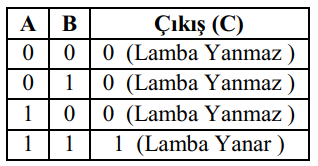 A B Çıkış (C)
0 0 0 (Lamba Yanmaz )
0 1 0 (Lamba Yanmaz )
1 0 0 (Lamba Yanmaz )
1 1 1 (Lamba Yanar )